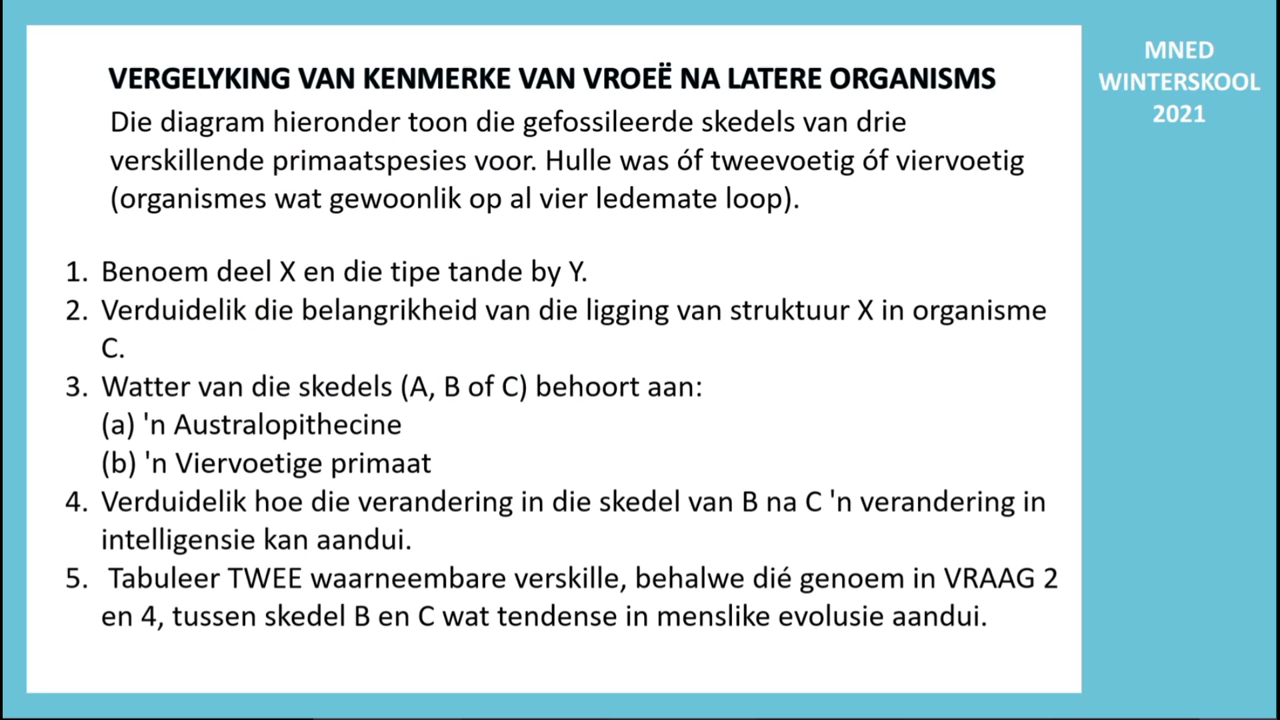 VERGELYKING VAN KENMERKE VAN VROEË NA LATERE ORGANISMS
Die diagram hieronder toon die gefossileerde skedels van drie
verskillende primaatspesies voor. Hulle was óf tweevoetig óf viervoetig
(organismes wat gewoonlik op al vier ledemate loop).
1. Benoem deel X en die tipe tande by Y.
2. Verduidelik die belangrikheid van die ligging van struktuur X in organisme
C.
3. Watter van die skedels (A, B of C) behoort aan:
(a) 'n Australopithecine
(b) 'n Viervoetige primaat
4. Verduidelik hoe die verandering in die skedel van B na C 'n verandering in
intelligensie kan aandui.
5. Tabuleer TWEE waarneembare verskille, behalwe dié genoem in VRAAG 2
en 4, tussen skedel B en C wat tendense in menslike evolusie aandui.
MNED
WINTERSKOOL
2021